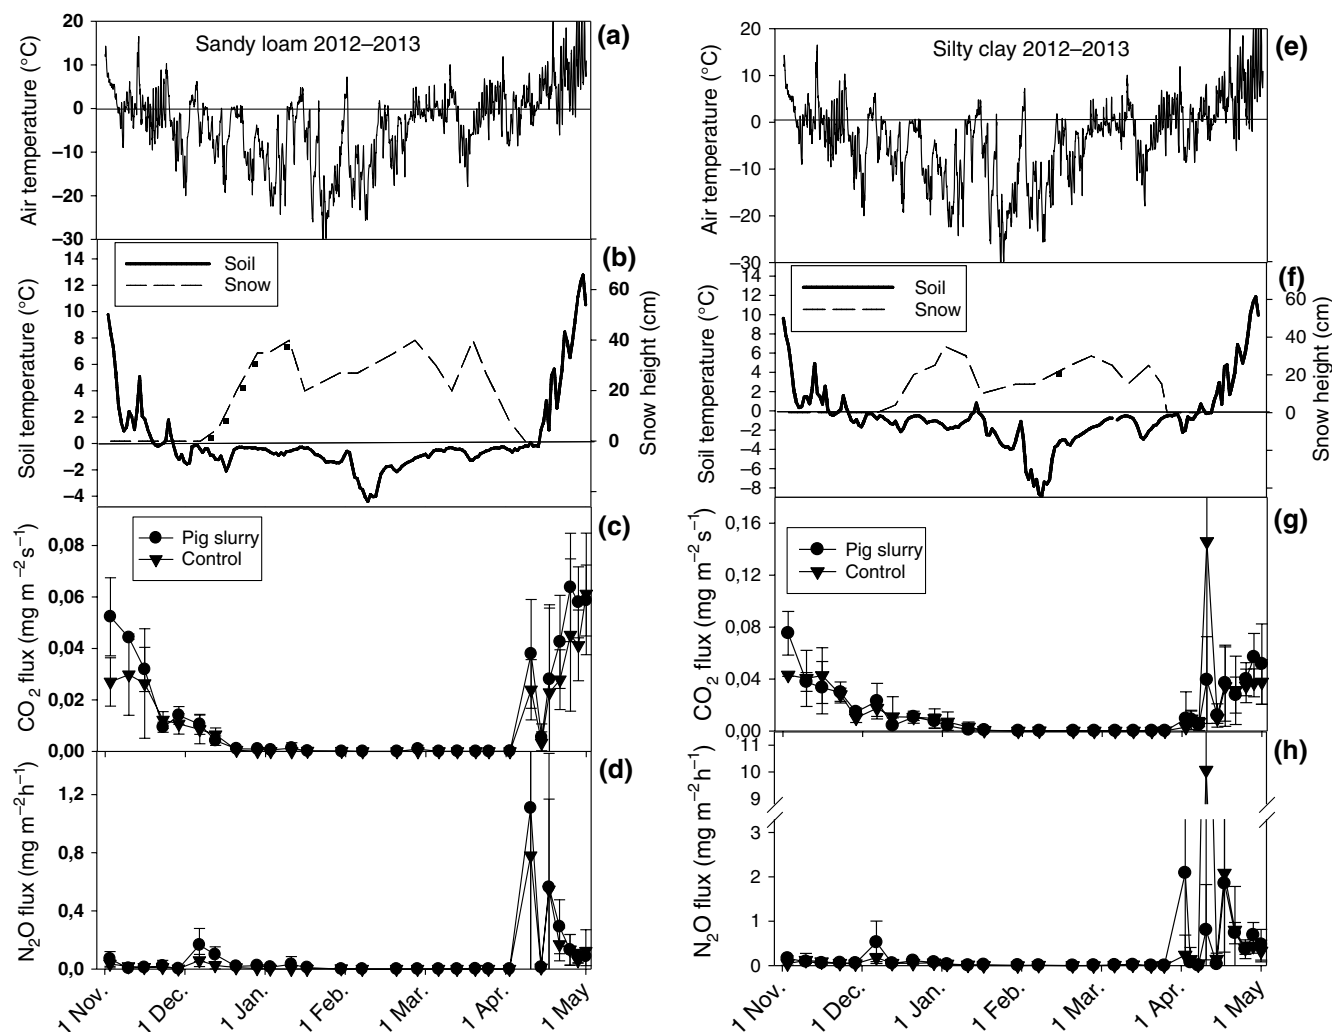 Sandy loam 2012–2013
(a)
Air temperature (°C)
20
10
0
–10
–20
–30
(b)
Soil
Snow
Soil temperature (°C)
14
12
10
8
6
4
2
0
–2
–4
Snow height (cm)
60
40
20
0
(c)
Pig slurry
Control
CO2 flux (mg m–2s–1)
0,08
0,06
0,04
0,02
0,00
(d)
N2O flux (mg m–2h–1)
1,2
0,8
0,4
0,0
1 Nov.
1 Dec.
1 Jan.
1 Feb.
1 Mar.
1 Apr.
1 May
Silty clay 2012–2013
(e)
Air temperature (°C)
20
10
0
–10
–20
–30
(f)
Soil
Snow
Soil temperature (°C)
14
12
10
8
6
4
2
0
–2
–4
–6
–8
Snow height (cm)
60
40
20
0
(g)
Pig slurry
Control
CO2 flux (mg m–2s–1)
0,16
0,12
0,08
0,04
0,00
(h)
N2O flux (mg m–2h–1)
11
10
9
3
2
1
0
1 Nov.
1 Dec.
1 Jan.
1 Feb.
1 Mar.
1 Apr.
1 May